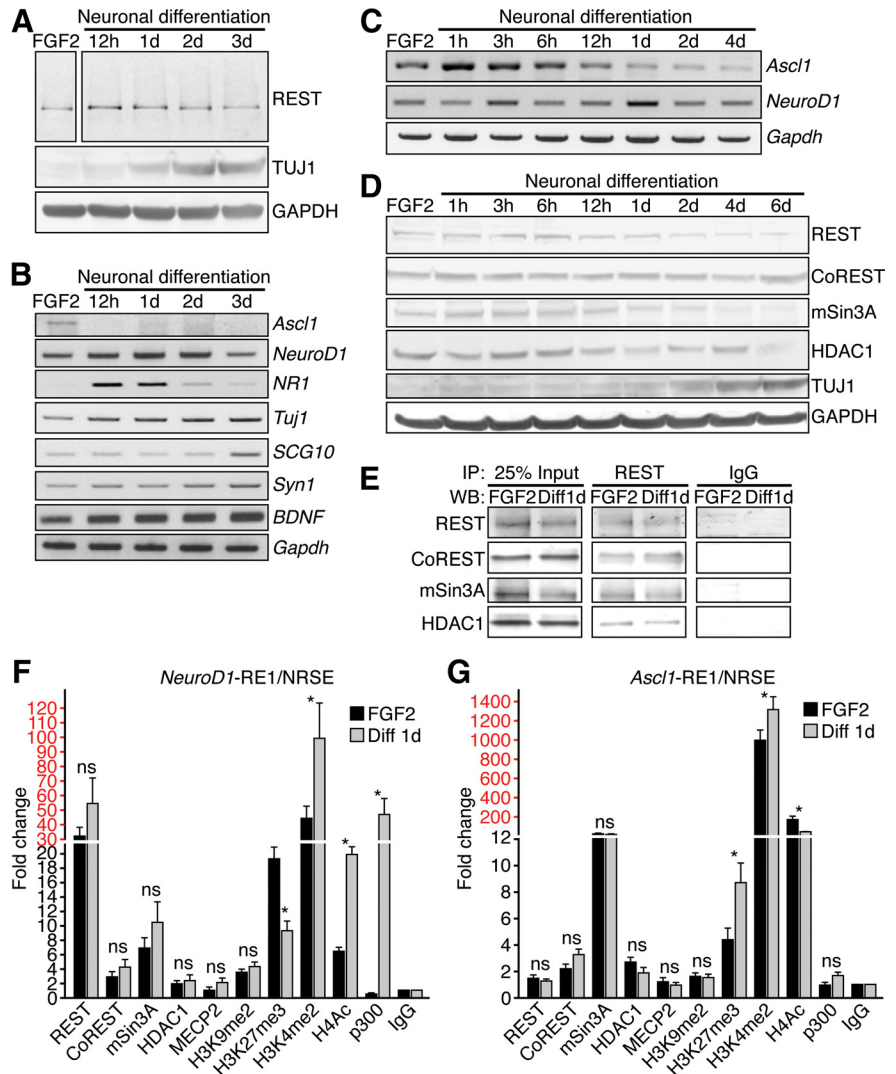 A
Neuronal differentiation
FGF2 12h 1d 2d 3d
REST
TUJ1
GAPDH
B
Neuronal differentiation
FGF2 12h 1d 2d 3d
Ascl1
NeuroD1
NR1
Tuj1
SCG10
Syn1
BDNF
Gapdh
C
Neuronal differentiation
FGF2 1h 3h 6h 12h 1d 2d 4d
Ascl1
NeuroD1
Gapdh
D
Neuronal differentiation
FGF2 1h 3h 6h 12h 1d 2d 4d 6d
REST
CoREST
mSin3A
HDAC1
TUJ1
GAPDH
E
IP: 25% Input REST IgG
WB: FGF2 Diff1d FGF2 Diff1d FGF2 Diff1d
REST
CoREST
mSin3A
HDAC1
F
NeuroD1-RE1/NRSE
FGF2
Diff 1d
Fold change
120
110
100
90
80
70
60
50
40
30
20
18
16
14
12
10
8
6
4
2
0
ns ns ns ns ns ns * * * *
REST CoREST mSin3A HDAC1 MECP2 H3K9me2 H3K27me3 H3K4me2 H4Ac p300 IgG
G
Ascl1-RE1/NRSE
FGF2
Diff 1d
Fold change
1400
1200
1000
800
600
400
200
12
10
8
6
4
2
0
ns ns ns ns ns ns * * * ns
REST CoREST mSin3A HDAC1 MECP2 H3K9me2 H3K27me3 H3K4me2 H4Ac p300 IgG